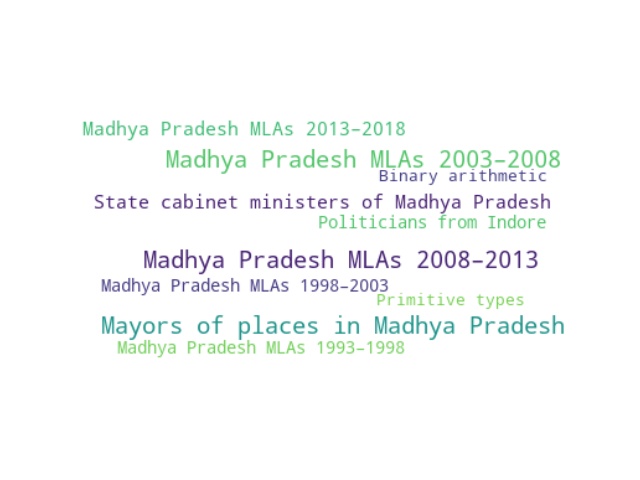 Madhya Pradesh MLAs 2013–2018
Madhya Pradesh MLAs 2003–2008
Binary arithmetic
State cabinet ministers of Madhya Pradesh
Politicians from Indore
Madhya Pradesh MLAs 2008–2013
Madhya Pradesh MLAs 1998–2003
Primitive types
Mayors of places in Madhya Pradesh
Madhya Pradesh MLAs 1993–1998